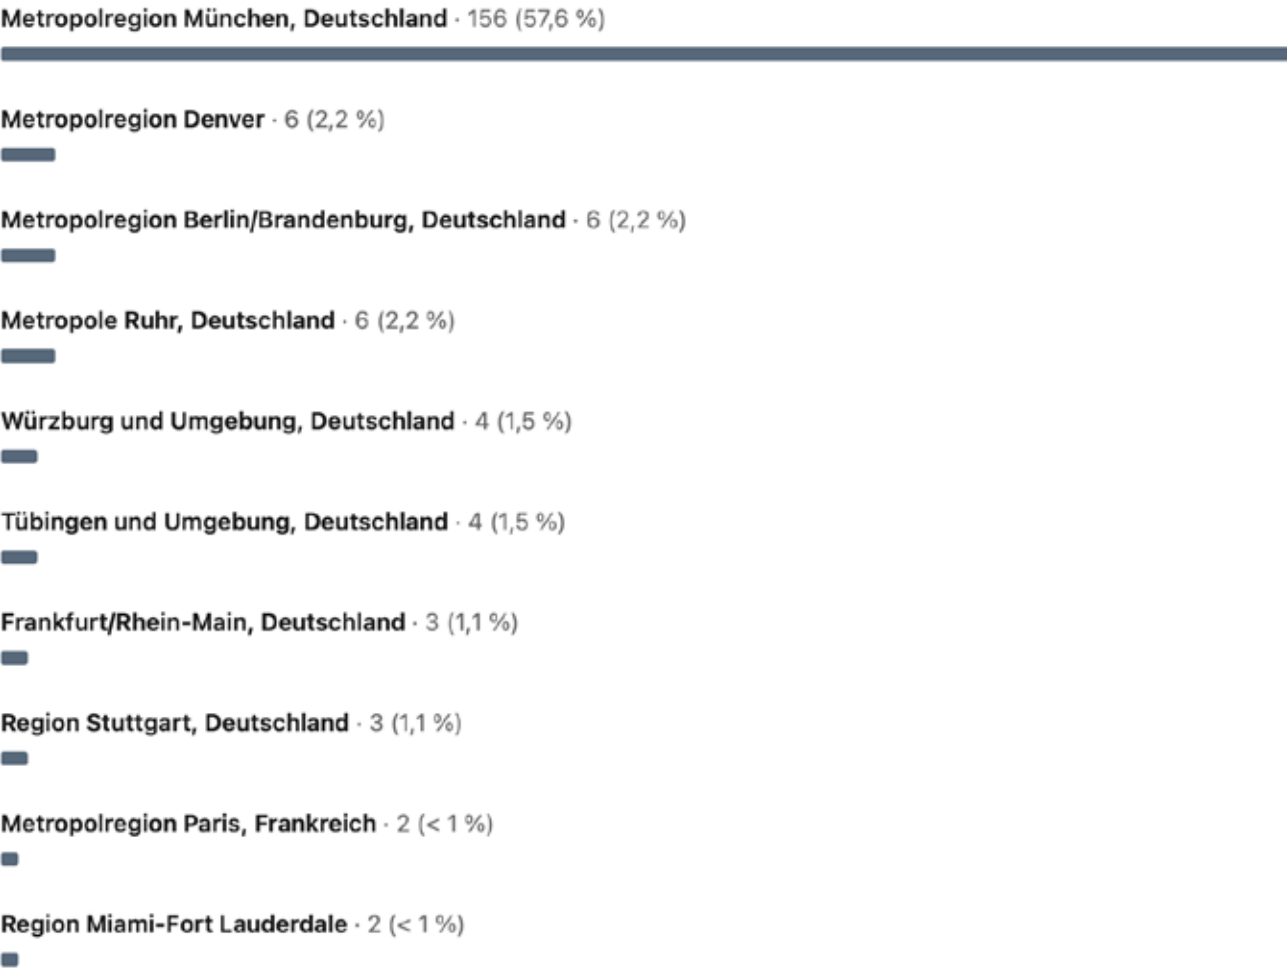 Metropolregion München, Deutschland · 156 (57,6 %)
Metropolregion Denver · 6 (2,2 %)
Metropolregion Berlin/Brandenburg, Deutschland · 6 (2,2 %)
Metropole Ruhr, Deutschland · 6 (2,2 %)
Würzburg und Umgebung, Deutschland · 4 (1,5 %)
Tübingen und Umgebung, Deutschland · 4 (1,5 %)
Frankfurt/Rhein-Main, Deutschland · 3 (1,1 %)
Region Stuttgart, Deutschland · 3 (1,1 %)
Metropolregion Paris, Frankreich · 2 (< 1 %)
Region Miami-Fort Lauderdale · 2 (< 1 %)